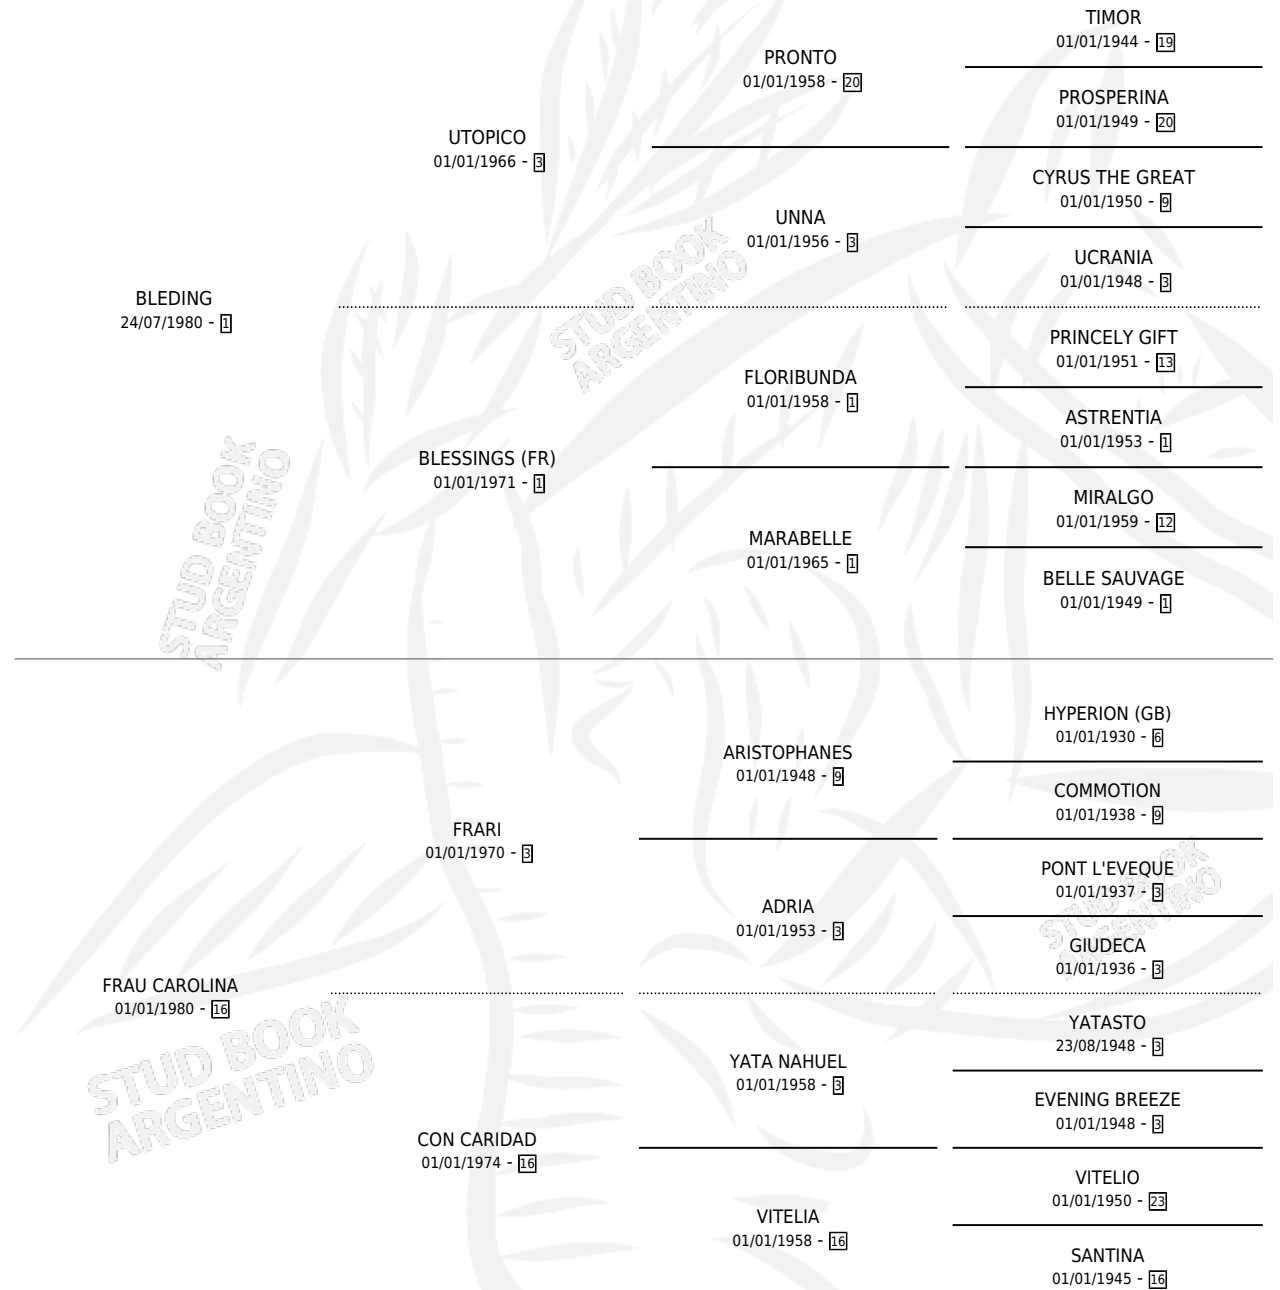 TIMOR
01/01/1944 - 19
PRONTO
01/01/1958 - 20
PROSPERINA
01/01/1949 - 20
UTOPICO
01/01/1966 - 3
CYRUS THE GREAT
01/01/1950 - 9
UNNA
01/01/1956 - 3
UCRANIA
01/01/1948 - 3
BLEDING
24/07/1980 - 1
PRINCELY GIFT
01/01/1951 - 13
FLORIBUNDA
01/01/1958 - 1
ASTRENTIA
01/01/1953 - 1
BLESSINGS (FR)
01/01/1971 - 1
MIRALGO
01/01/1959 - 12
MARABELLE
01/01/1965 - 1
BELLE SAUVAGE
01/01/1949 - 1
STUD BOOK
ARGENTINO
STUD BOOK
ARGENTINO
HYPERION (GB)
01/01/1930 - 6
ARISTOPHANES
01/01/1948 - 9
COMMOTION
01/01/1938 - 9
FRARI
01/01/1970 - 3
PONT L'EVEQUE
01/01/1937 - 3
ADRIA
01/01/1953 - 3
GIUDECA
01/01/1936 - 3
FRAU CAROLINA
01/01/1980 - 16
YATASTO
23/08/1948 - 3
YATA NAHUEL
01/01/1958 - 3
EVENING BREEZE
01/01/1948 - 3
CON CARIDAD
01/01/1974 - 16
VITELIO
01/01/1950 - 23
VITELIA
01/01/1958 - 16
SANTINA
01/01/1945 - 16
STUD BOOK
ARGENTINO
STUD BOOK
ARGENTINO